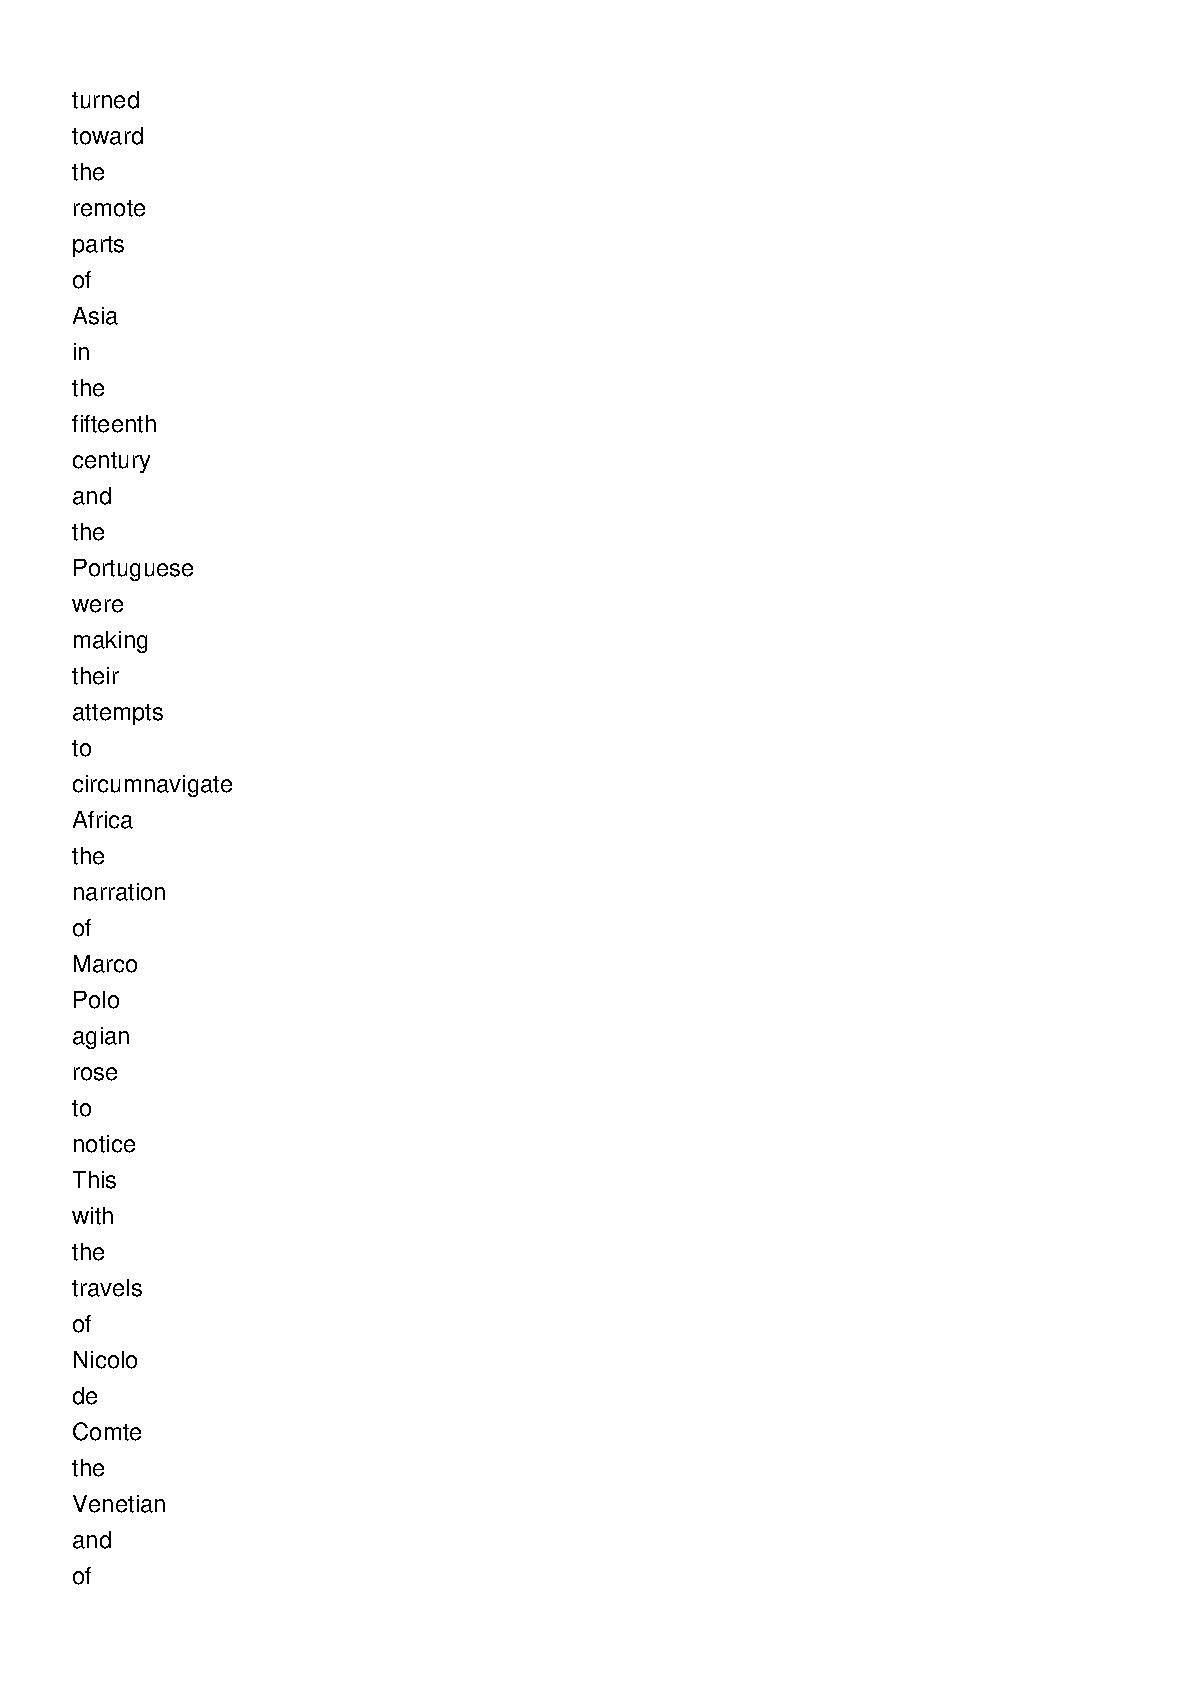 turned
toward
the
remote
parts
of
Asia
in
the
fifteenth
century
and
the
Portuguese
were
making
their
attempts
to
circumnavigate
Africa
the
narration
of
Marco
Polo
agian
rose
to
notice
This
with
the
travels
of
Nicolo
de
Comte
the
Venetian
and
of